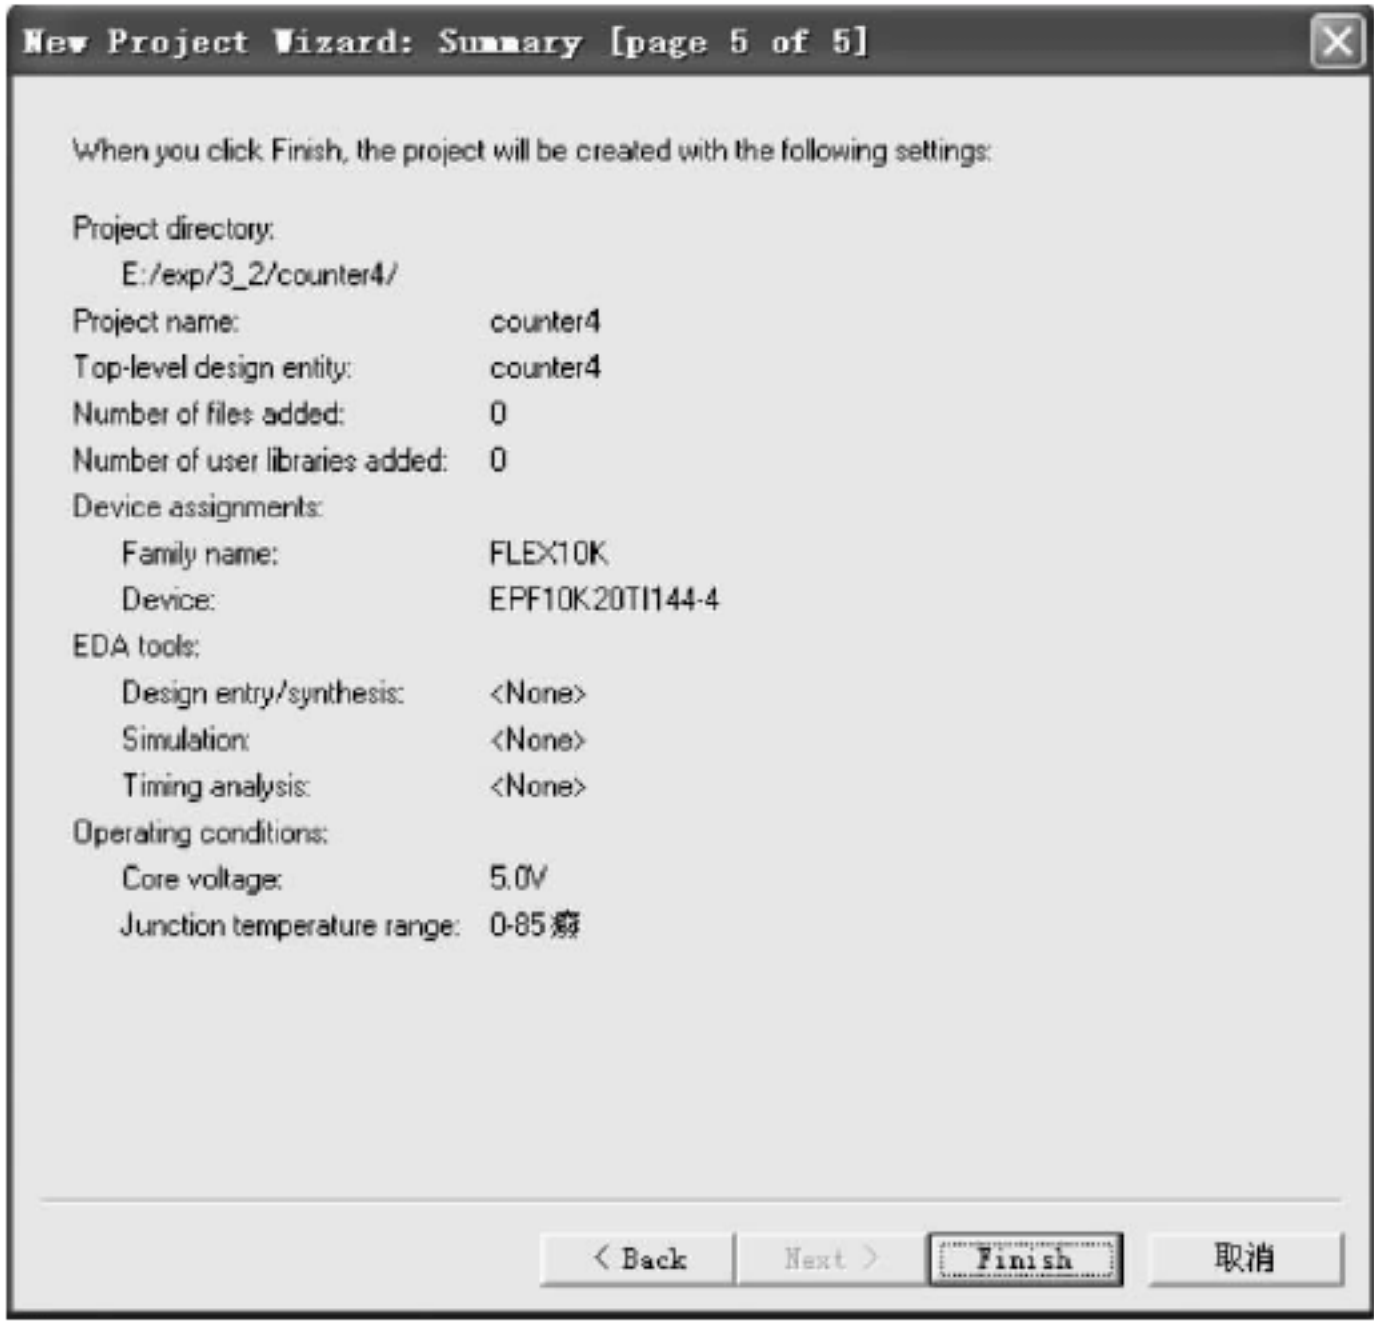 New Project Wizard: Summary [page 5 of 5]
When you click Finish, the project will be created with the following settings:
Project directory:
E:/exp/3_2/counter4/
Project name: counter4
Top-level design entity: counter4
Number of files added: 0
Number of user libraries added: 0
Device assignments:
Family name: FLEX10K
Device: EPF10K20TI144-4
EDA tools:
Design entry/synthesis: <None>
Simulation: <None>
Timing analysis: <None>
Operating conditions:
Core voltage: 5.0V
Junction temperature range: 0-85 癈
< Back Next > Finish 取消